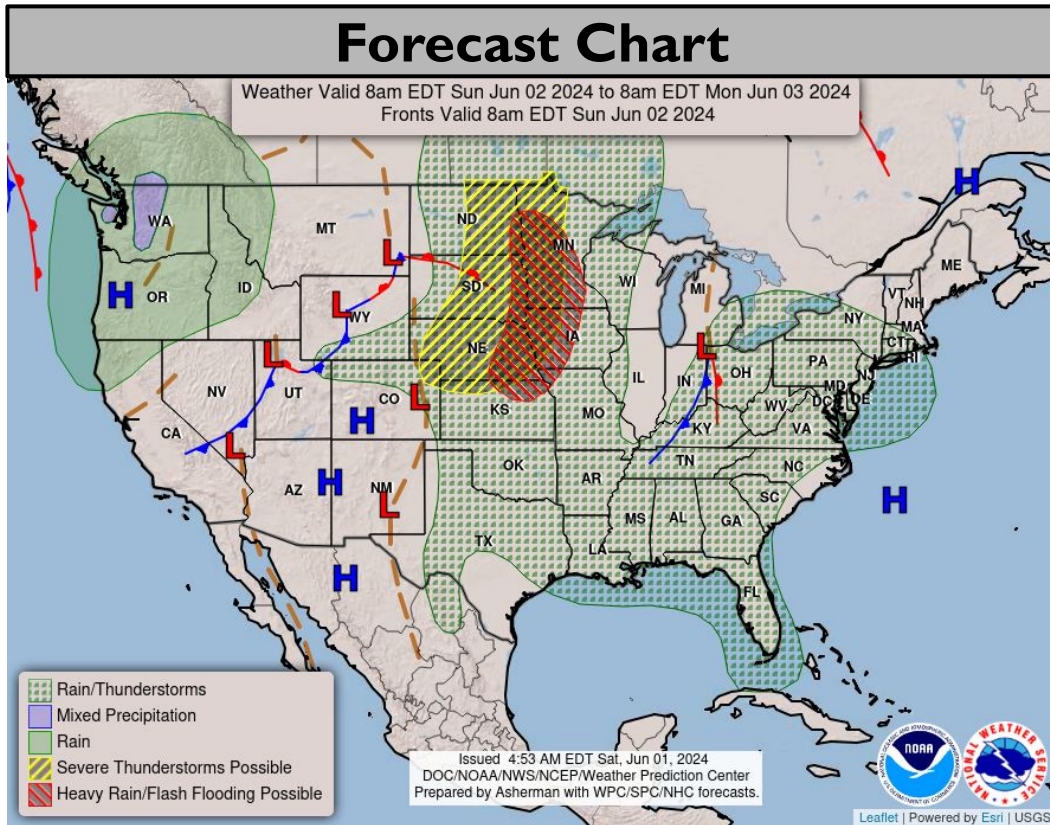 Forecast Chart
Weather Valid 8am EDT Sun Jun 02 2024 to 8am EDT Mon Jun 03 2024
Fronts Valid 8am EDT Sun Jun 02 2024
H
WA
MT
ND
MN
ME
L
H
OR
ID
SD
WI
MI
VT
NH
L
WY
NY
MA
CT
RI
L
NE
IA
L
PA
NJ
NV
UT
CO
L
IL
IN
OH
MD
DE
DC
H
KS
MO
WV
CA
KY
VA
L
H
AZ
NM
OK
AR
TN
NC
H
L
SC
MS
AL
GA
TX
LA
H
FL
Rain/Thunderstorms
Mixed Precipitation
Rain
Severe Thunderstorms Possible
Heavy Rain/Flash Flooding Possible
Issued 4:53 AM EDT Sat, Jun 01, 2024
DOC/NOAA/NWS/NCEP/Weather Prediction Center
Prepared by Asherman with WPC/SPC/NHC forecasts.
NOAA
NATIONAL WEATHER SERVICE
Leaflet | Powered by Esri | USGS